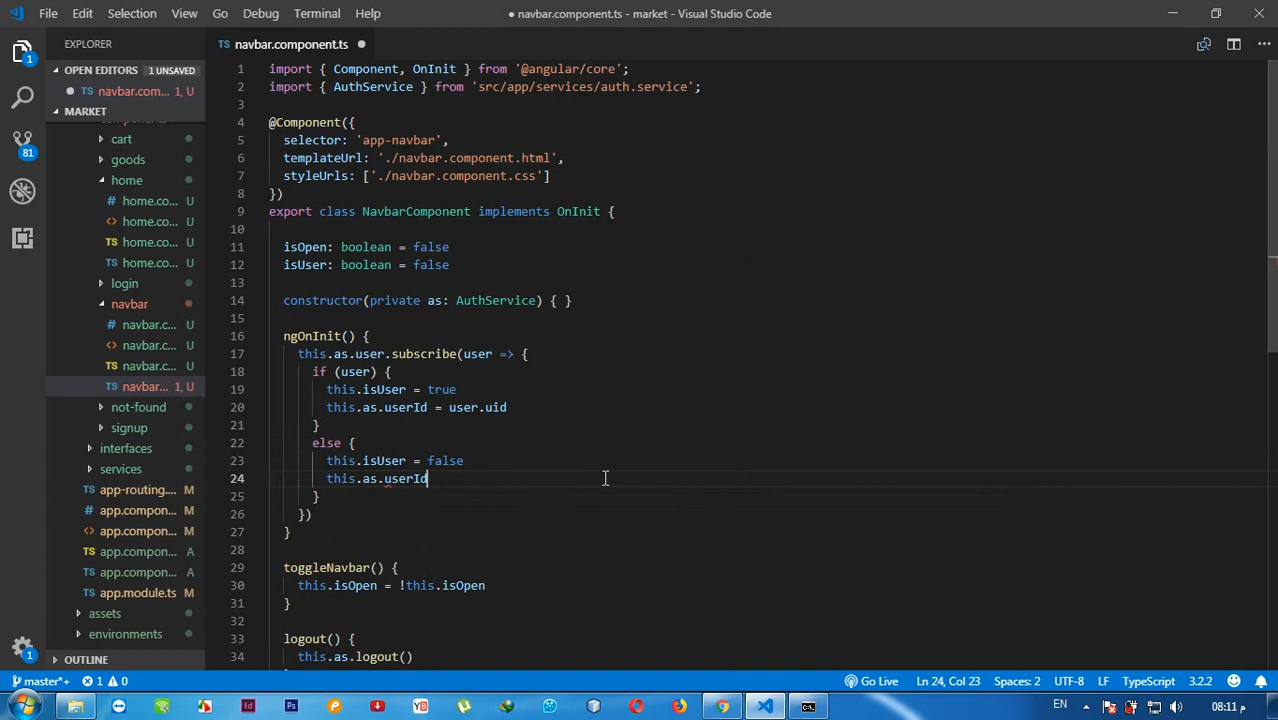 File Edit Selection View Go Debug Terminal Help
● navbar.component.ts - market - Visual Studio Code
EXPLORER
TS navbar.component.ts
OPEN EDITORS 1 UNSAVED
navbar.com... 1, U
MARKET
cart
goods
home
# home.co... U
<> home.co... U
TS home.co... U
TS home.co... U
login
navbar
# navbar.c... U
<> navbar.c... U
TS navbar.c... U
navbar... 1, U
not-found
signup
interfaces
services
app-routing....
# app.compon...
<> app.compon...
TS app.compon... A
TS app.compon... A
TS app.module.ts M
assets
environments
OUTLINE
1 import { Component, OnInit } from '@angular/core';
2 import { AuthService } from 'src/app/services/auth.service';
3
4 @Component({
5 selector: 'app-navbar',
6 templateUrl: './navbar.component.html',
7 styleUrls: ['./navbar.component.css']
8 })
9 export class NavbarComponent implements OnInit {
10
11 isOpen: boolean = false
12 isUser: boolean = false
13
14 constructor(private as: AuthService) { }
15
16 ngOnInit() {
17 this.as.user.subscribe(user => {
18 if (user) {
19 this.isUser = true
20 this.as.userId = user.uid
21 }
22 else {
23 this.isUser = false
24 this.as.userId
25 }
26 })
27 }
28
29 toggleNavbar() {
30 this.isOpen = !this.isOpen
31 }
32
33 logout() {
34 this.as.logout()
1
81
1
master*+ 1 0
Go Live Ln 24, Col 23 Spaces: 2 UTF-8 LF TypeScript 3.2.2
Id Ps YB
EN 08:11 م